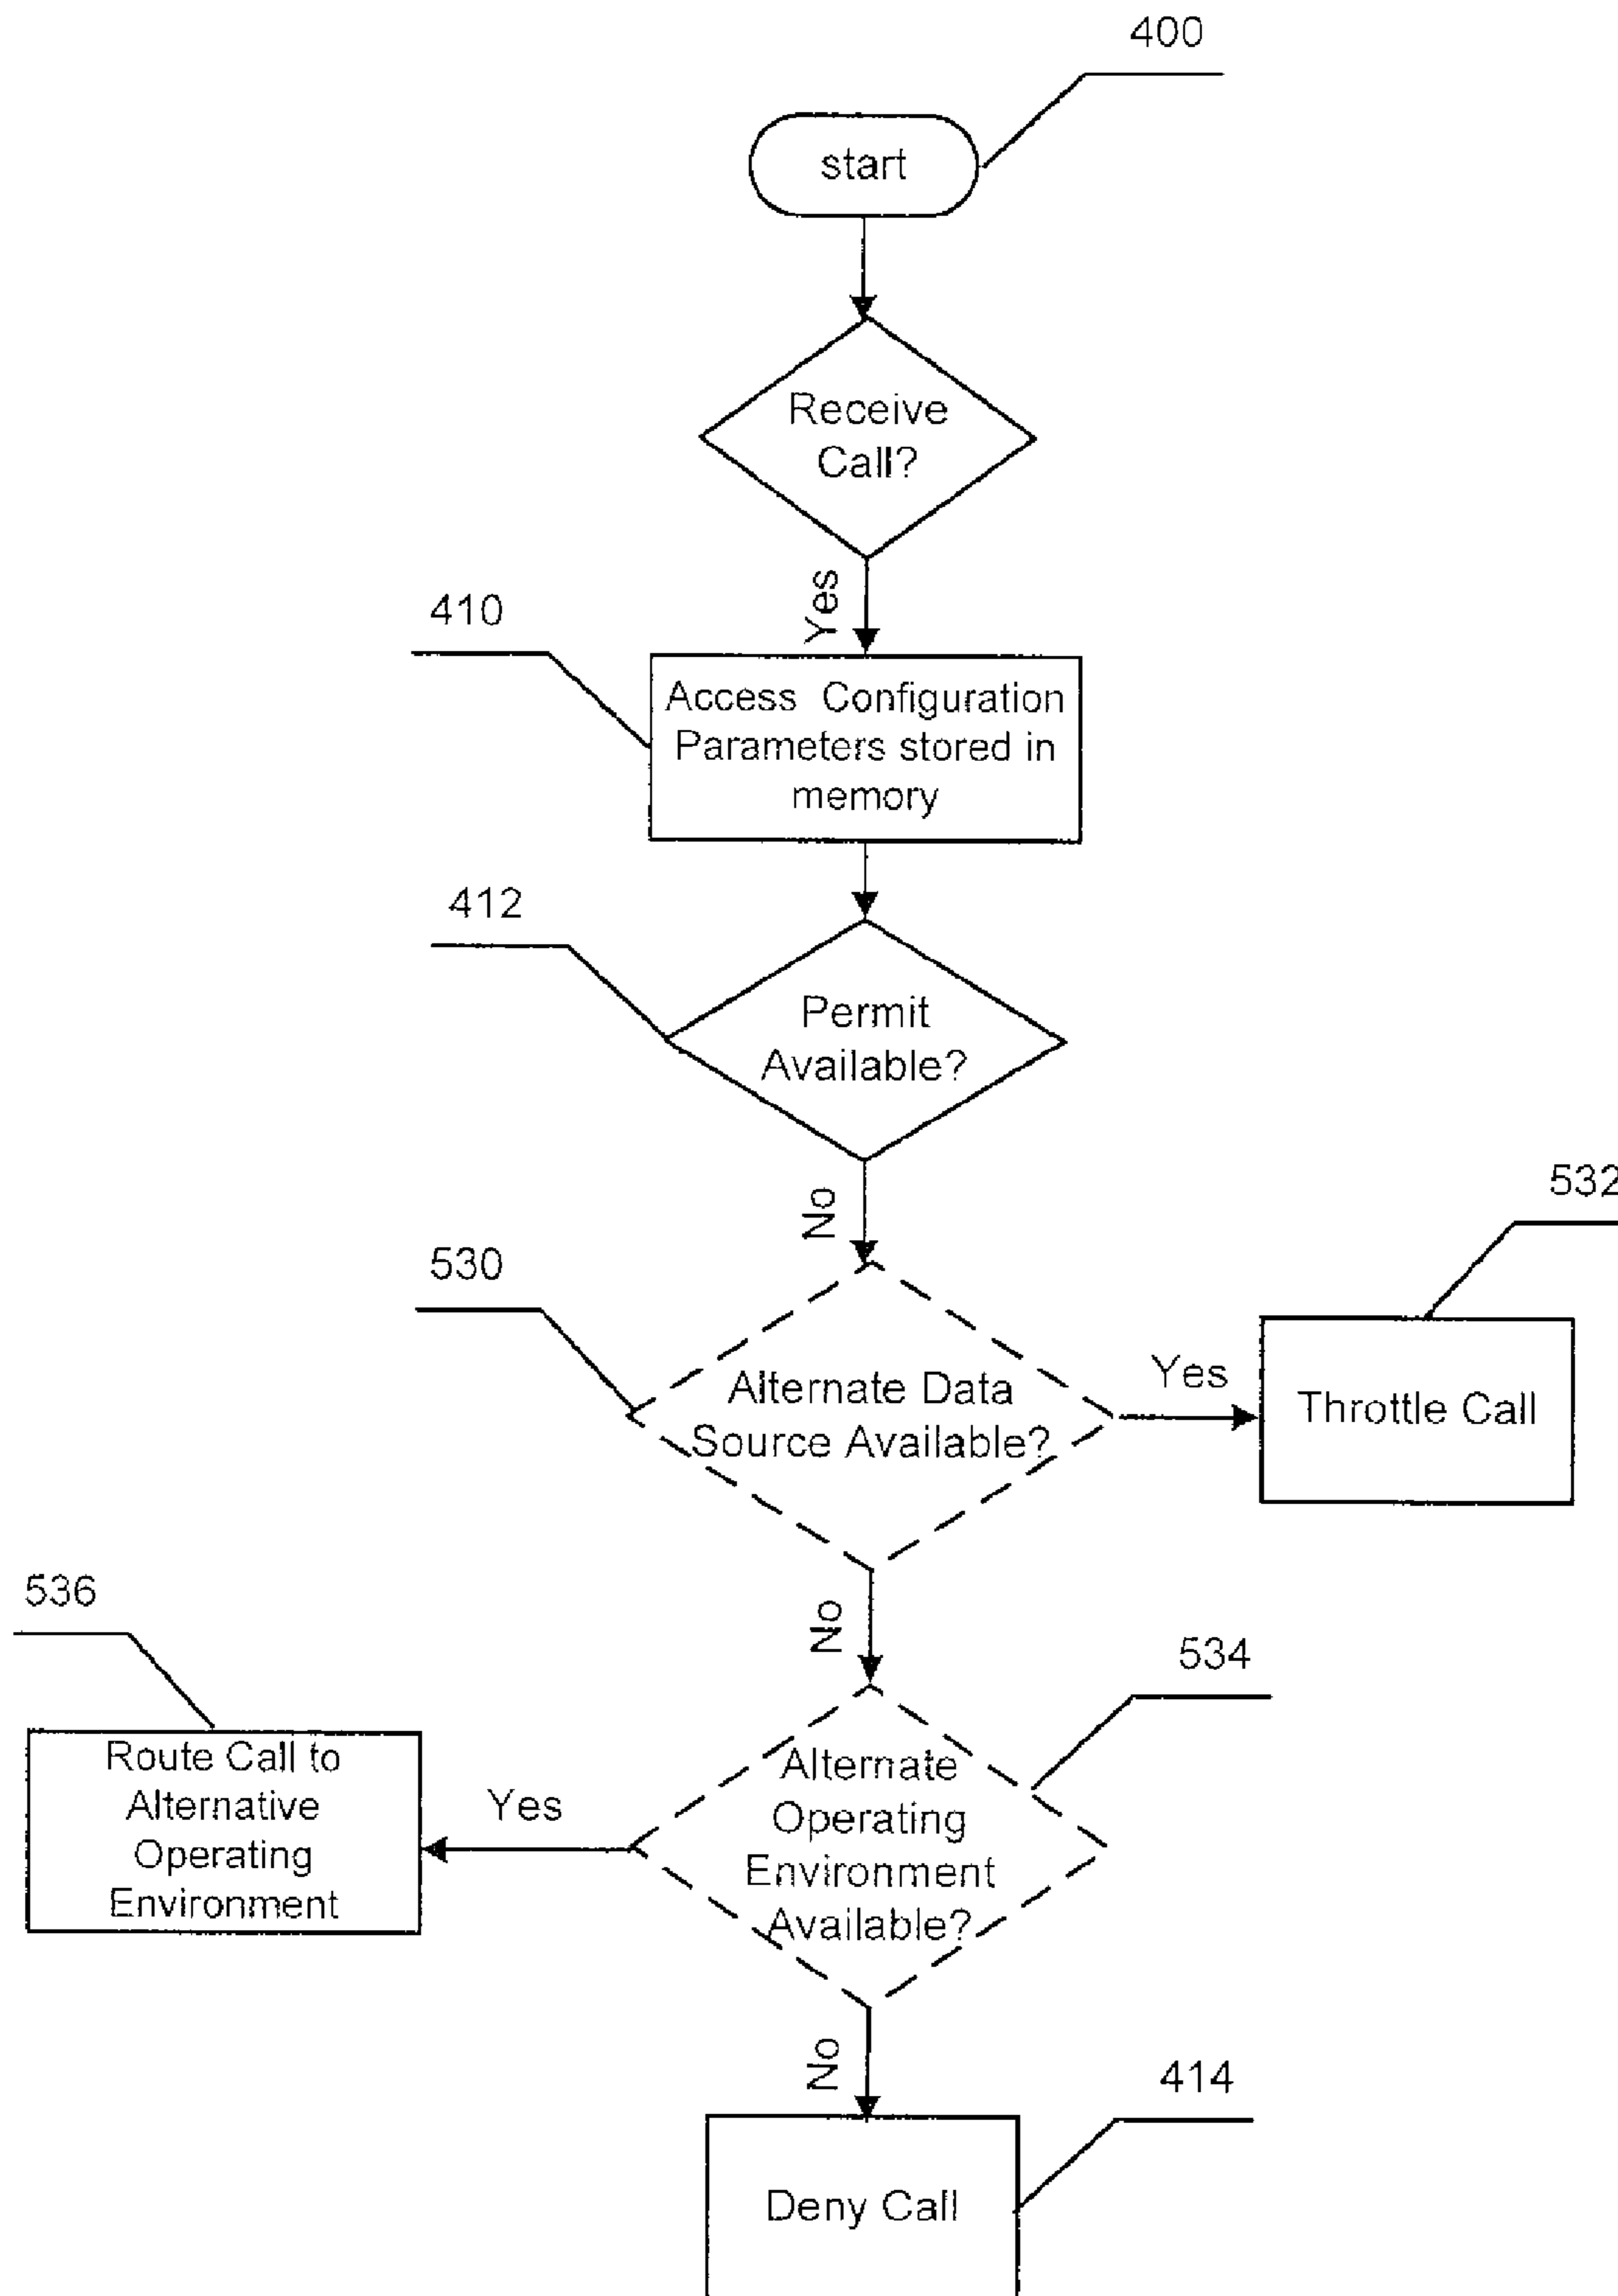 400
start
Receive
Call?
Yes
410
Access Configuration
Parameters stored in
memory
412
Permit
Available?
No
532
530
Alternate Data
Source Available?
Yes
Throttle Call
No
536
534
Route Call to
Alternative
Operating
Environment
Yes
Alternate
Operating
Environment
Available?
No
414
Deny Call